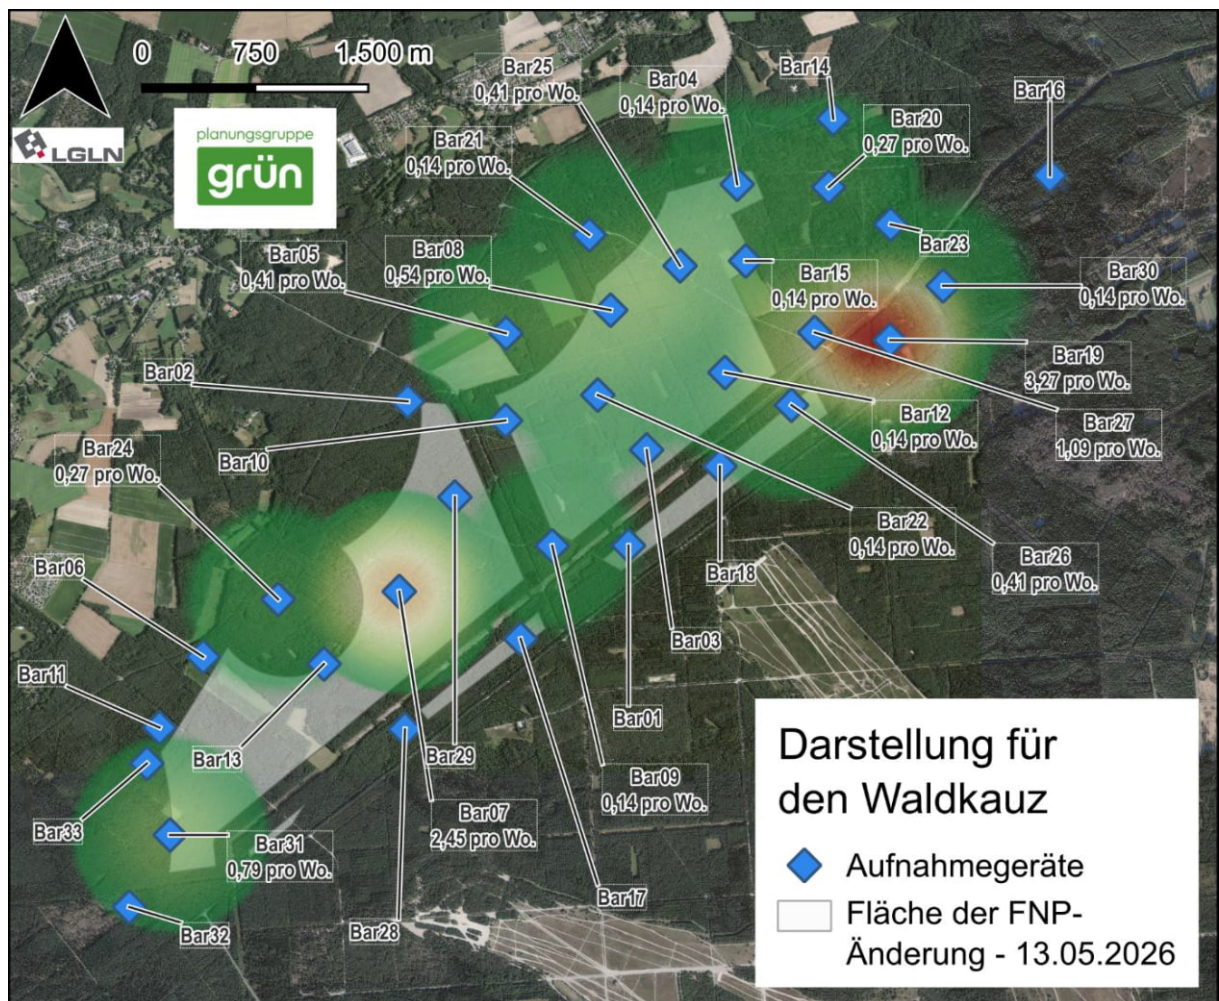 0 750 1.500 m
LGLN
planungsgruppe
grün
Bar25
0,41 pro Wo.
Bar04
0,14 pro Wo.
Bar14
Bar20
0,27 pro Wo.
Bar16
Bar21
0,14 pro Wo.
Bar05
0,41 pro Wo.
Bar08
0,54 pro Wo.
Bar23
Bar15
0,14 pro Wo.
Bar30
0,14 pro Wo.
Bar19
3,27 pro Wo.
Bar02
Bar12
0,14 pro Wo.
Bar27
1,09 pro Wo.
Bar24
0,27 pro Wo.
Bar10
Bar22
0,14 pro Wo.
Bar26
0,41 pro Wo.
Bar06
Bar18
Bar03
Bar11
Bar13
Bar29
Bar01
Bar09
0,14 pro Wo.
Bar33
Bar31
0,79 pro Wo.
Bar07
2,45 pro Wo.
Bar17
Bar32
Bar28
Darstellung für
den Waldkauz
Aufnahmegeräte
Fläche der FNP-
Änderung - 13.05.2026